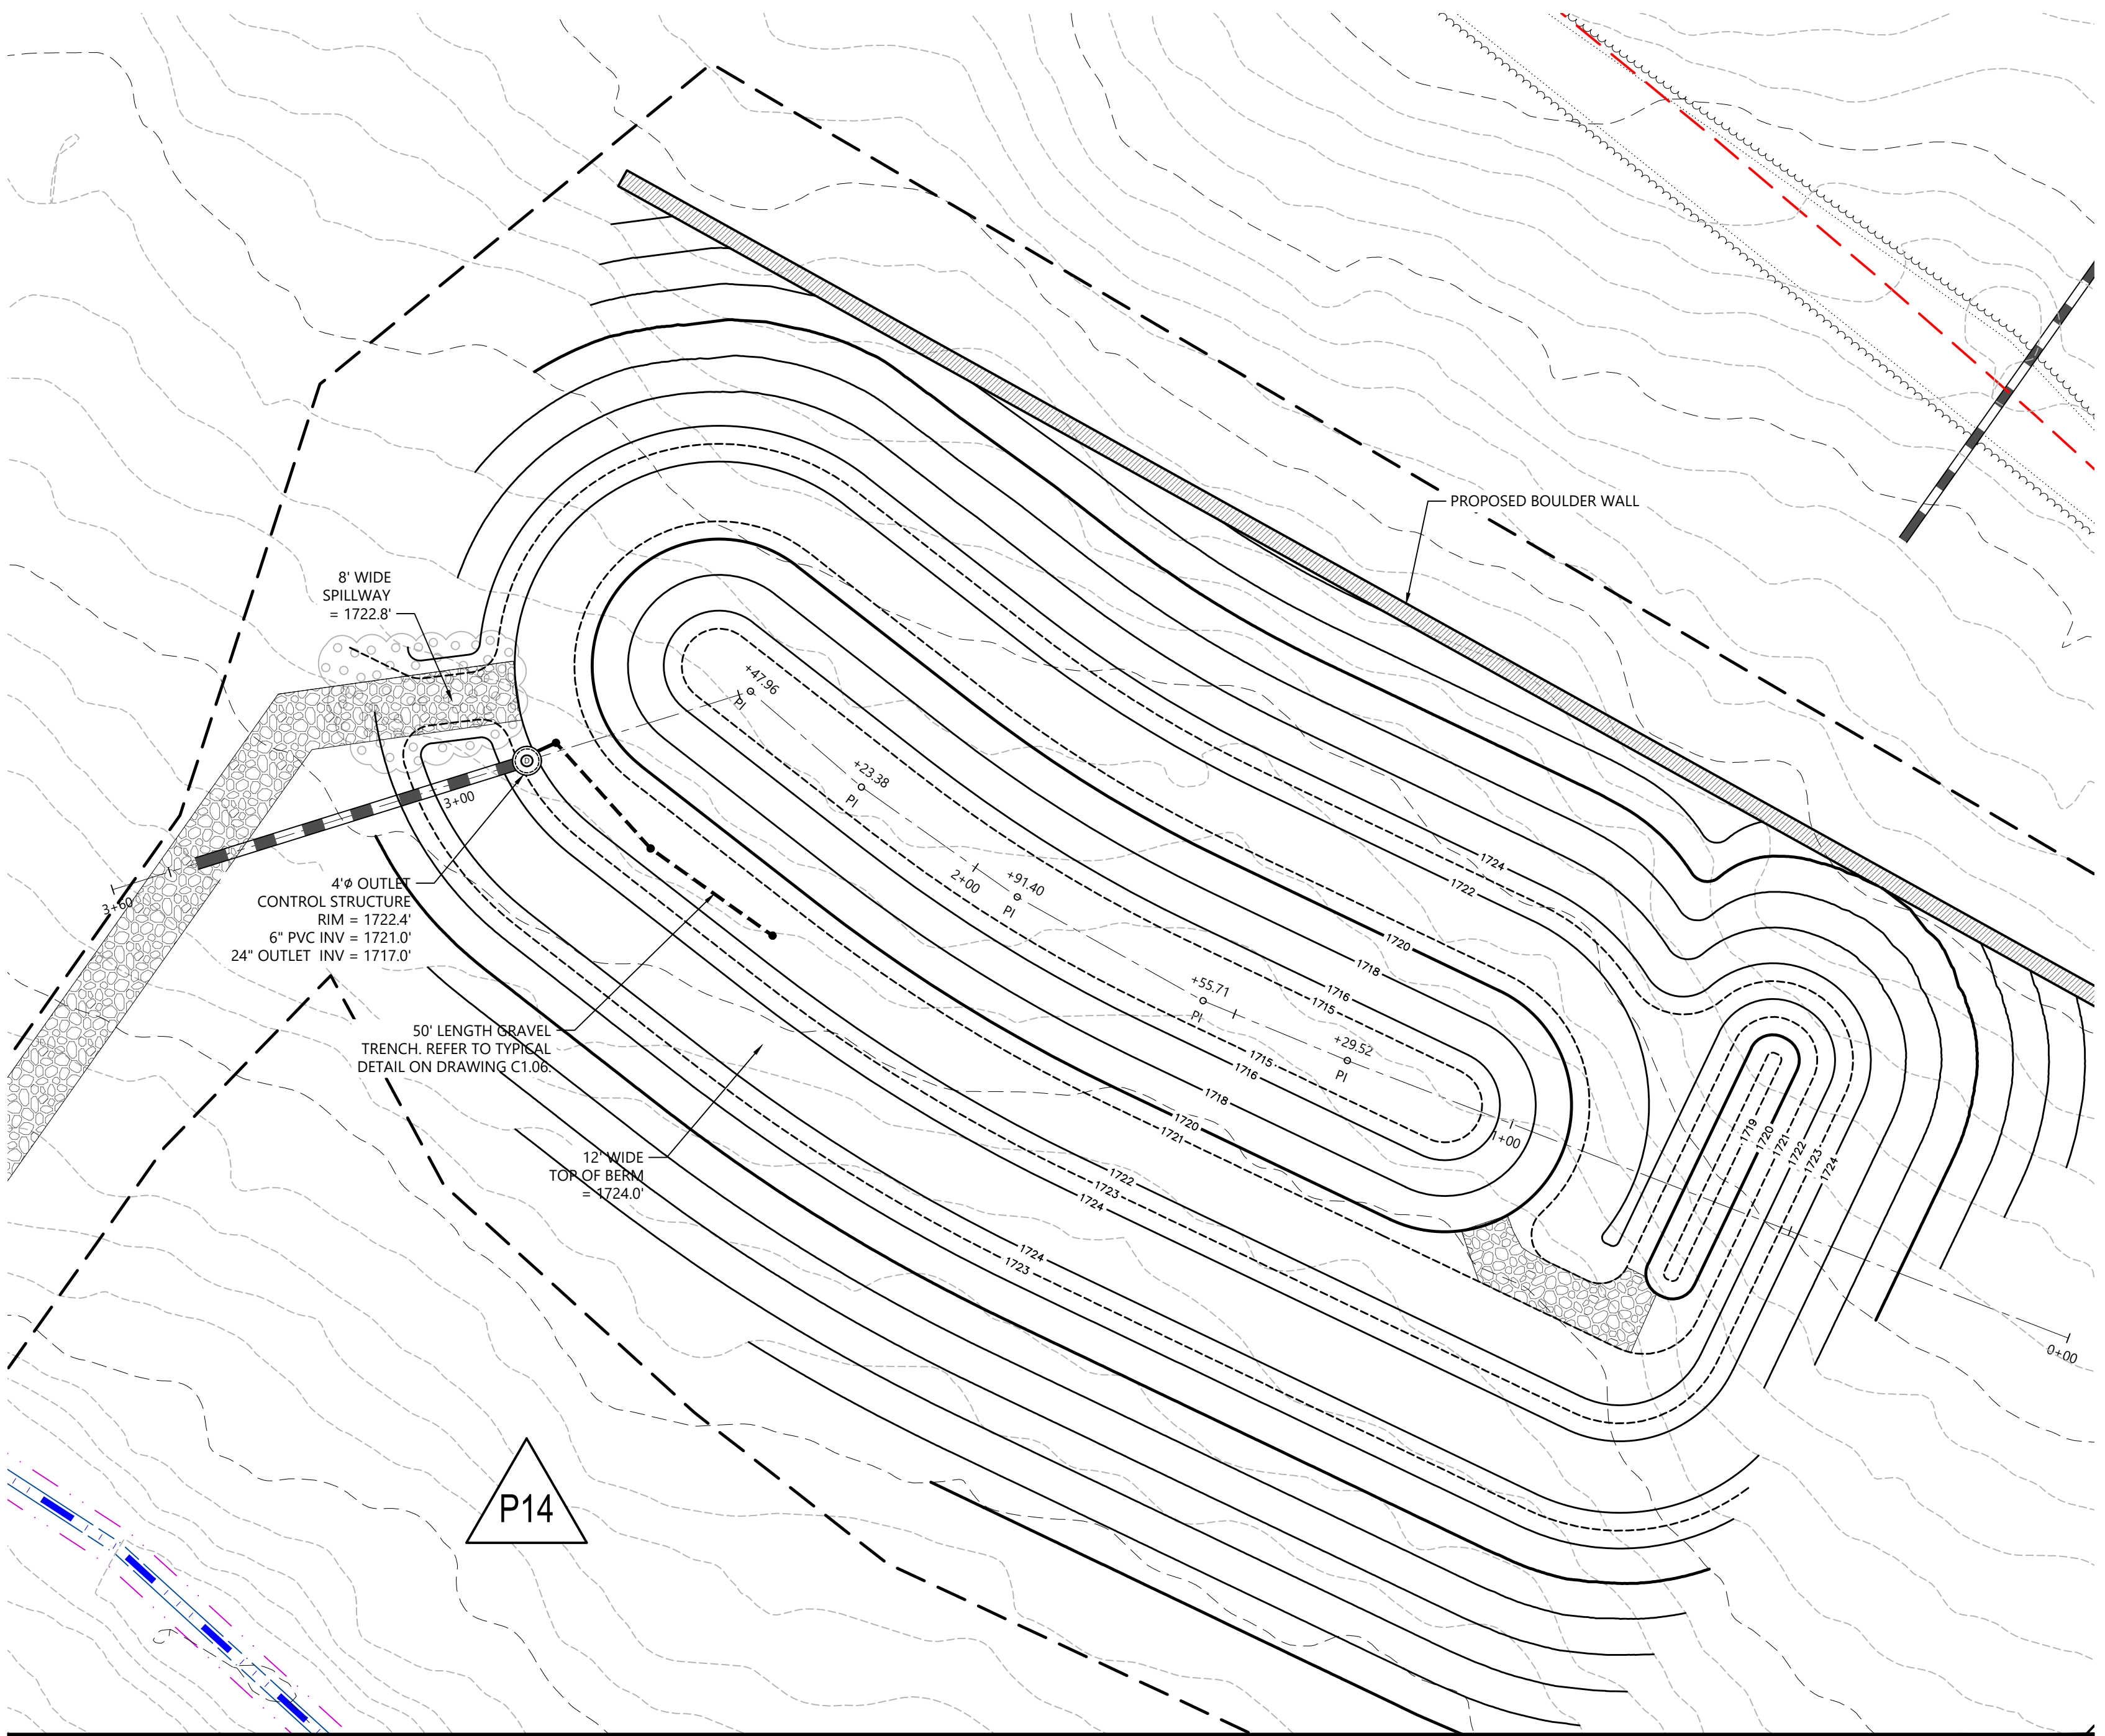 PROPOSED BOULDER WALL
8' WIDE
SPILLWAY
= 1722.8'
+47.96
PI
+23.38
PI
2+00
+91.40
PI
+55.71
PI
+29.52
PI
1+00
0+00
3+00
3+60
4'ϕ OUTLET
CONTROL STRUCTURE
RIM = 1722.4'
6" PVC INV = 1721.0'
24" OUTLET INV = 1717.0'
50' LENGTH GRAVEL
TRENCH. REFER TO TYPICAL
DETAIL ON DRAWING C1.06.
12' WIDE
TOP OF BERM
= 1724.0'
1724
1722
1720
1718
1716
1715
1715
1716
1718
1720
1721
1722
1723
1724
1724
1723
1719
1720
1721
1722
1723
1724
P14